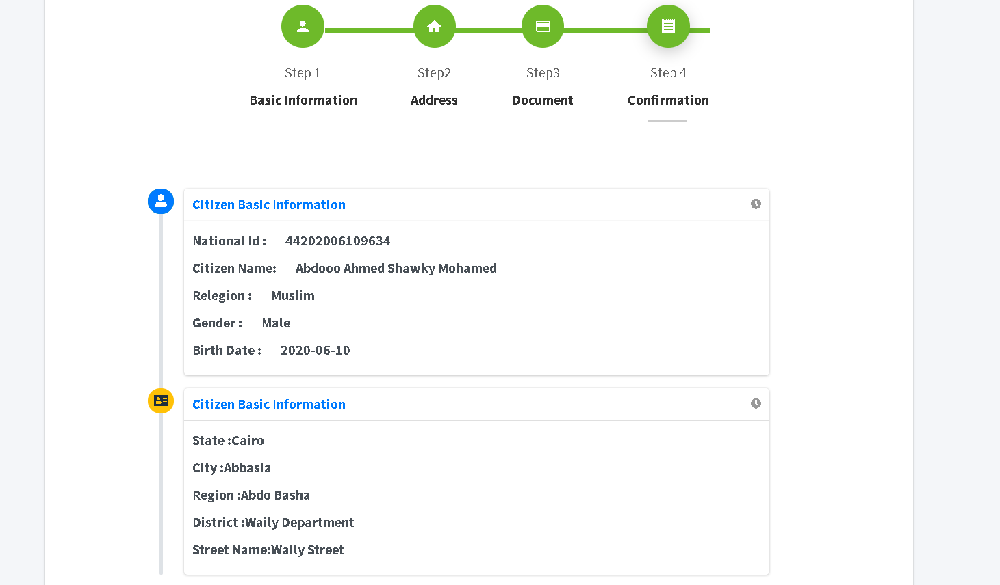 Step 1
Step2
Step3
Step 4
Basic Information
Address
Document
Confirmation
Citizen Basic Information
National Id : 44202006109634
Citizen Name: Abdooo Ahmed Shawky Mohamed
Relegion : Muslim
Gender : Male
Birth Date : 2020-06-10
Citizen Basic Information
State :Cairo
City :Abbasia
Region :Abdo Basha
District :Waily Department
Street Name:Waily Street